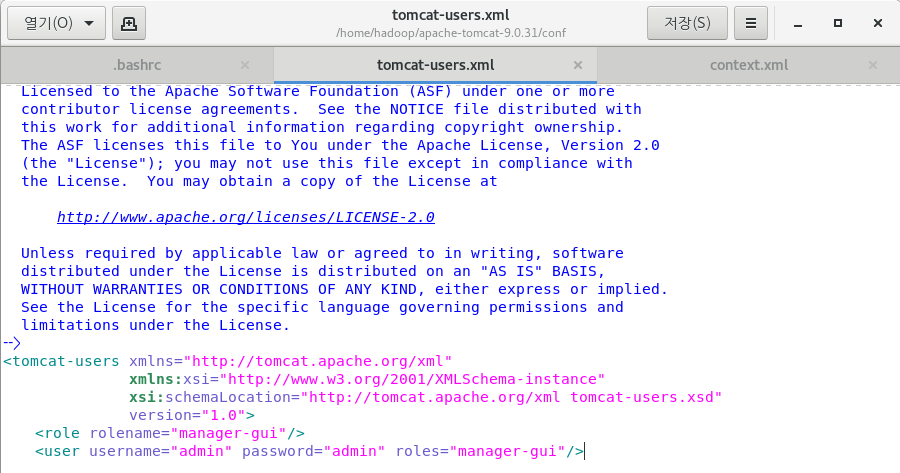 열기(O)
tomcat-users.xml
/home/hadoop/apache-tomcat-9.0.31/conf
저장(S)
.bashrc
tomcat-users.xml
context.xml
Licensed to the Apache Software Foundation (ASF) under one or more
contributor license agreements.  See the NOTICE file distributed with
this work for additional information regarding copyright ownership.
The ASF licenses this file to You under the Apache License, Version 2.0
(the "License"); you may not use this file except in compliance with
the License.  You may obtain a copy of the License at
http://www.apache.org/licenses/LICENSE-2.0
Unless required by applicable law or agreed to in writing, software
distributed under the License is distributed on an "AS IS" BASIS,
WITHOUT WARRANTIES OR CONDITIONS OF ANY KIND, either express or implied.
See the License for the specific language governing permissions and
limitations under the License.
-->
<tomcat-users xmlns="http://tomcat.apache.org/xml"
xmlns:xsi="http://www.w3.org/2001/XMLSchema-instance"
xsi:schemaLocation="http://tomcat.apache.org/xml tomcat-users.xsd"
version="1.0">
<role rolename="manager-gui"/>
<user username="admin" password="admin" roles="manager-gui"/>